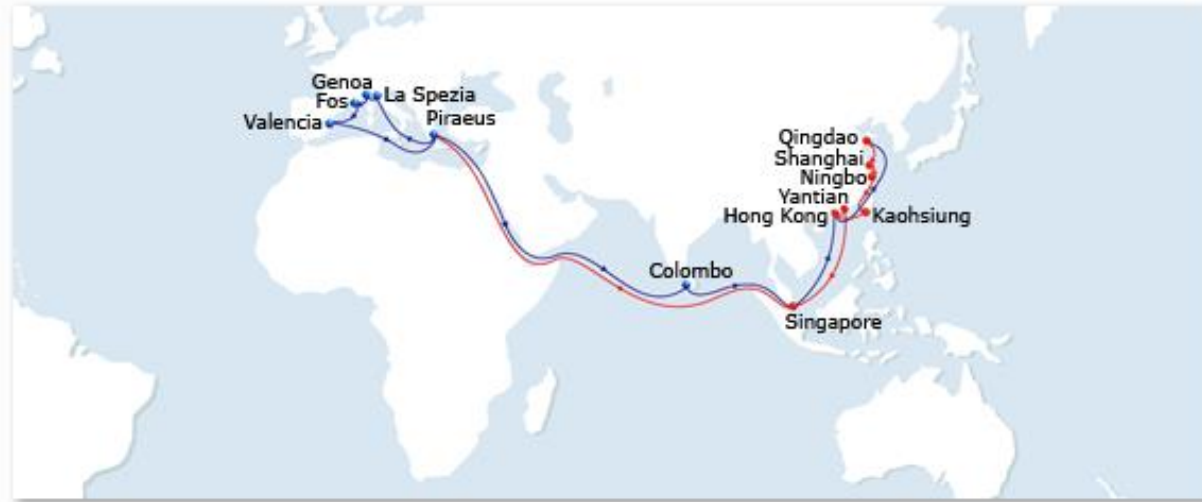 Genoa
La Spezia
Fos
Piraeus
Valencia
Qingdao
Shanghai
Ningbo
Yantian
Hong Kong
Kaohsiung
Colombo
Singapore